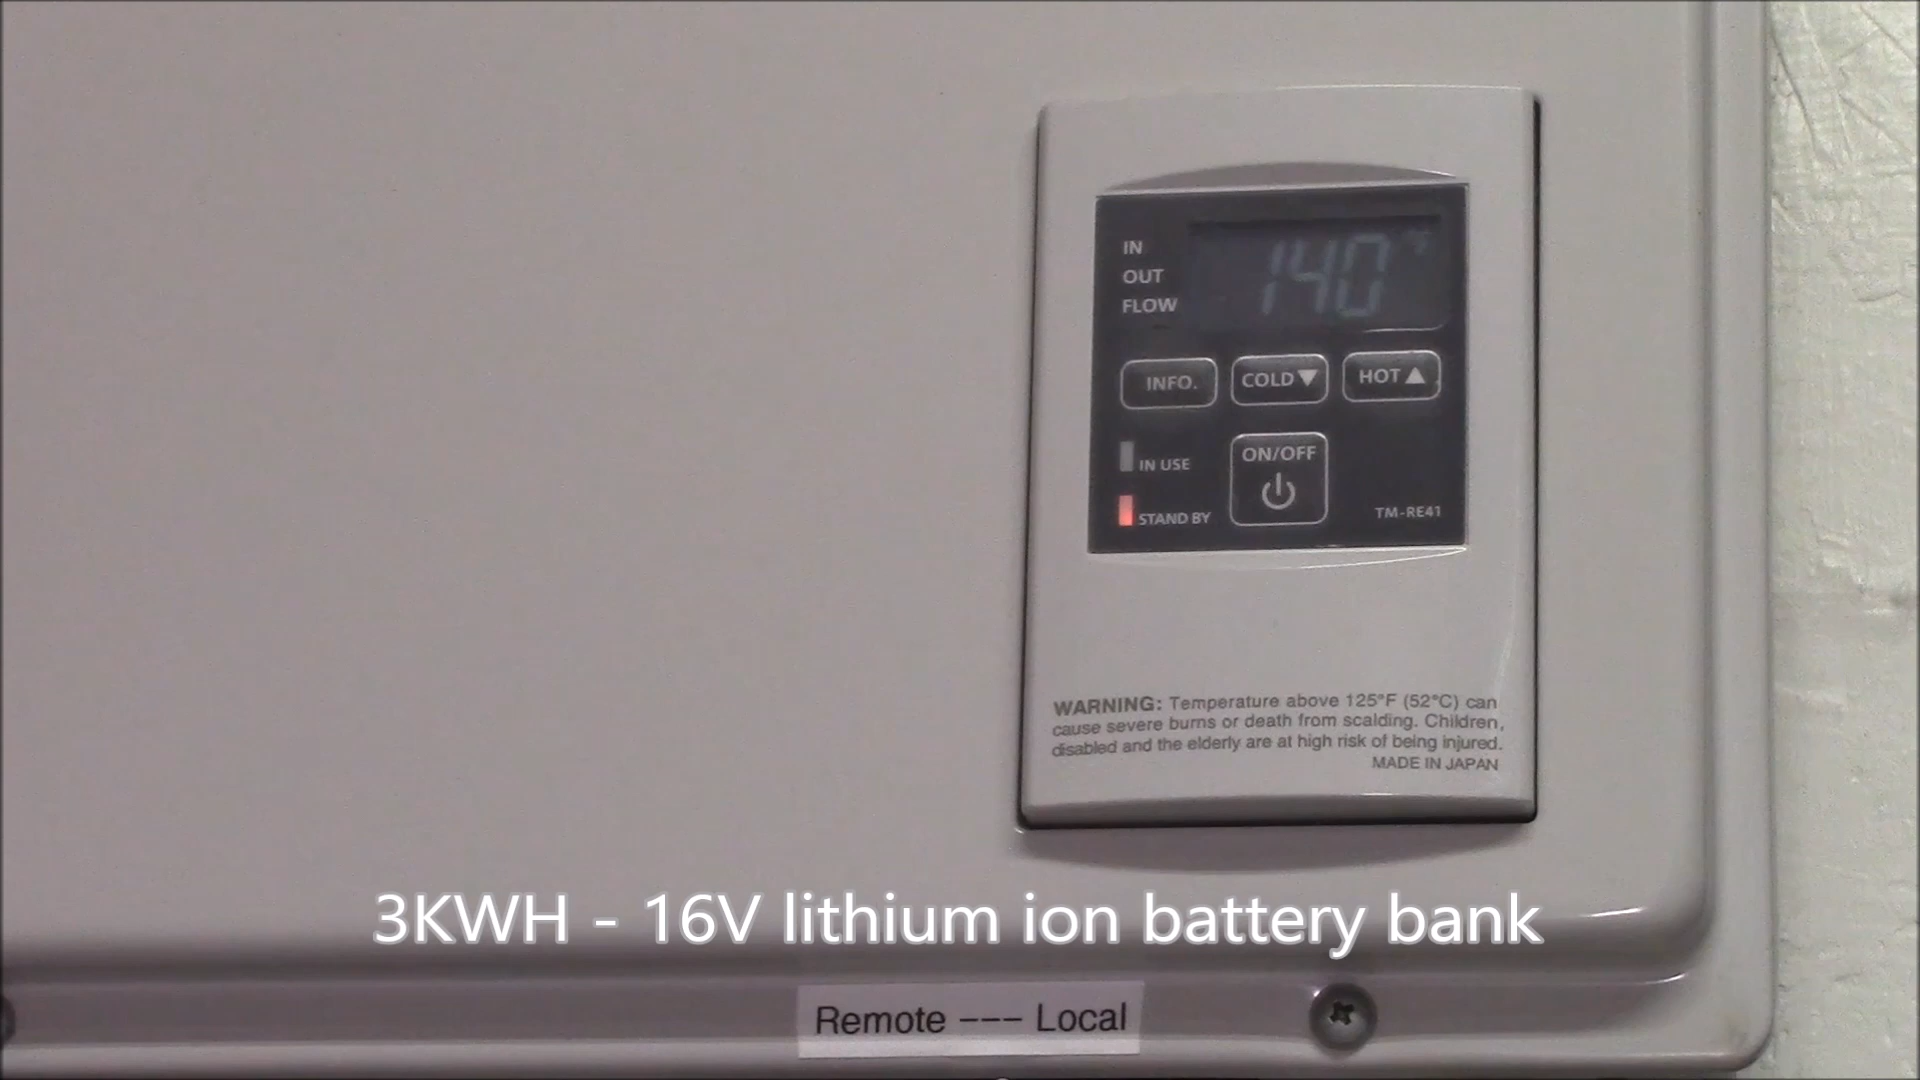 140°F
IN
OUT
FLOW
INFO.
COLD▼
HOT▲
IN USE
ON/OFF
STAND BY
TM-RE41
WARNING: Temperature above 125°F (52°C) can
cause severe burns or death from scalding. Children,
disabled and the elderly are at high risk of being injured.
MADE IN JAPAN
3KWH - 16V lithium ion battery bank
Remote --- Local